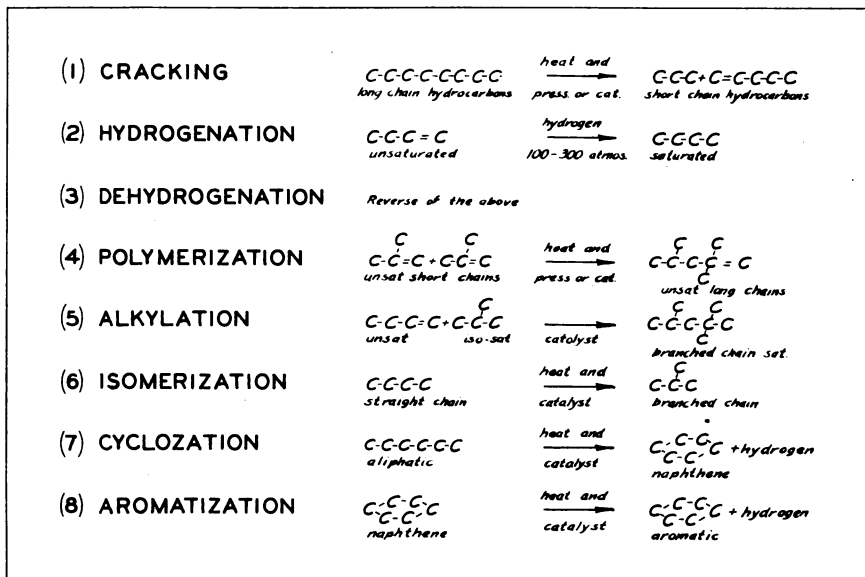 (1) CRACKING C-C-C-C-C-C-C-C heat and C-C-C + C=C-C-C-C
long chain hydrocarbons press. or cat. short chain hydrocarbons
(2) HYDROGENATION C-C-C = C hydrogen C-C-C-C
unsaturated 100-300 atmos. saturated
(3) DEHYDROGENATION Reverse of the above
C C C C
(4) POLYMERIZATION C-C=C + C-C=C heat and C-C-C-C = C
C
unsat short chains press or cat. unsat long chains
C C C
(5) ALKYLATION C-C-C=C + C-C-C C-C-C-C-C
C
unsat iso-sat catalyst branched chain sat.
C
(6) ISOMERIZATION C-C-C-C heat and C-C-C
straight chain catalyst branched chain
(7) CYCLOZATION C-C-C-C-C-C heat and C C-C C C-C + hydrogen
aliphatic catalyst naphthene
(8) AROMATIZATION C C-C C C-C heat and C C-C C C-C + hydrogen
naphthene catalyst aromatic